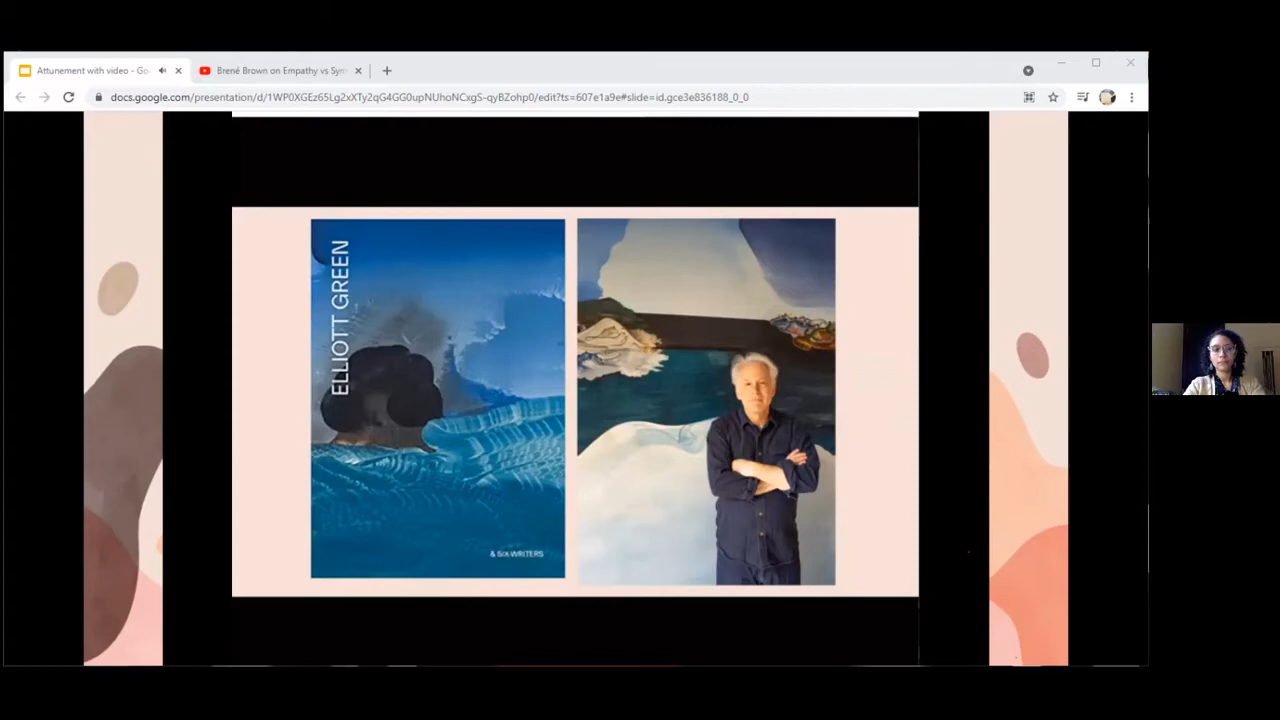 Attunement with video - Go
Brené Brown on Empathy vs Sym
docs.google.com/presentation/d/1WP0XGEz65Lg2xXTy2qG4GG0upNUhoNCxgS-qyBZohp0/edit?ts=607e1a9e#slide=id.gce3e836188_0_0
ELLIOTT GREEN
& SIX WRITERS